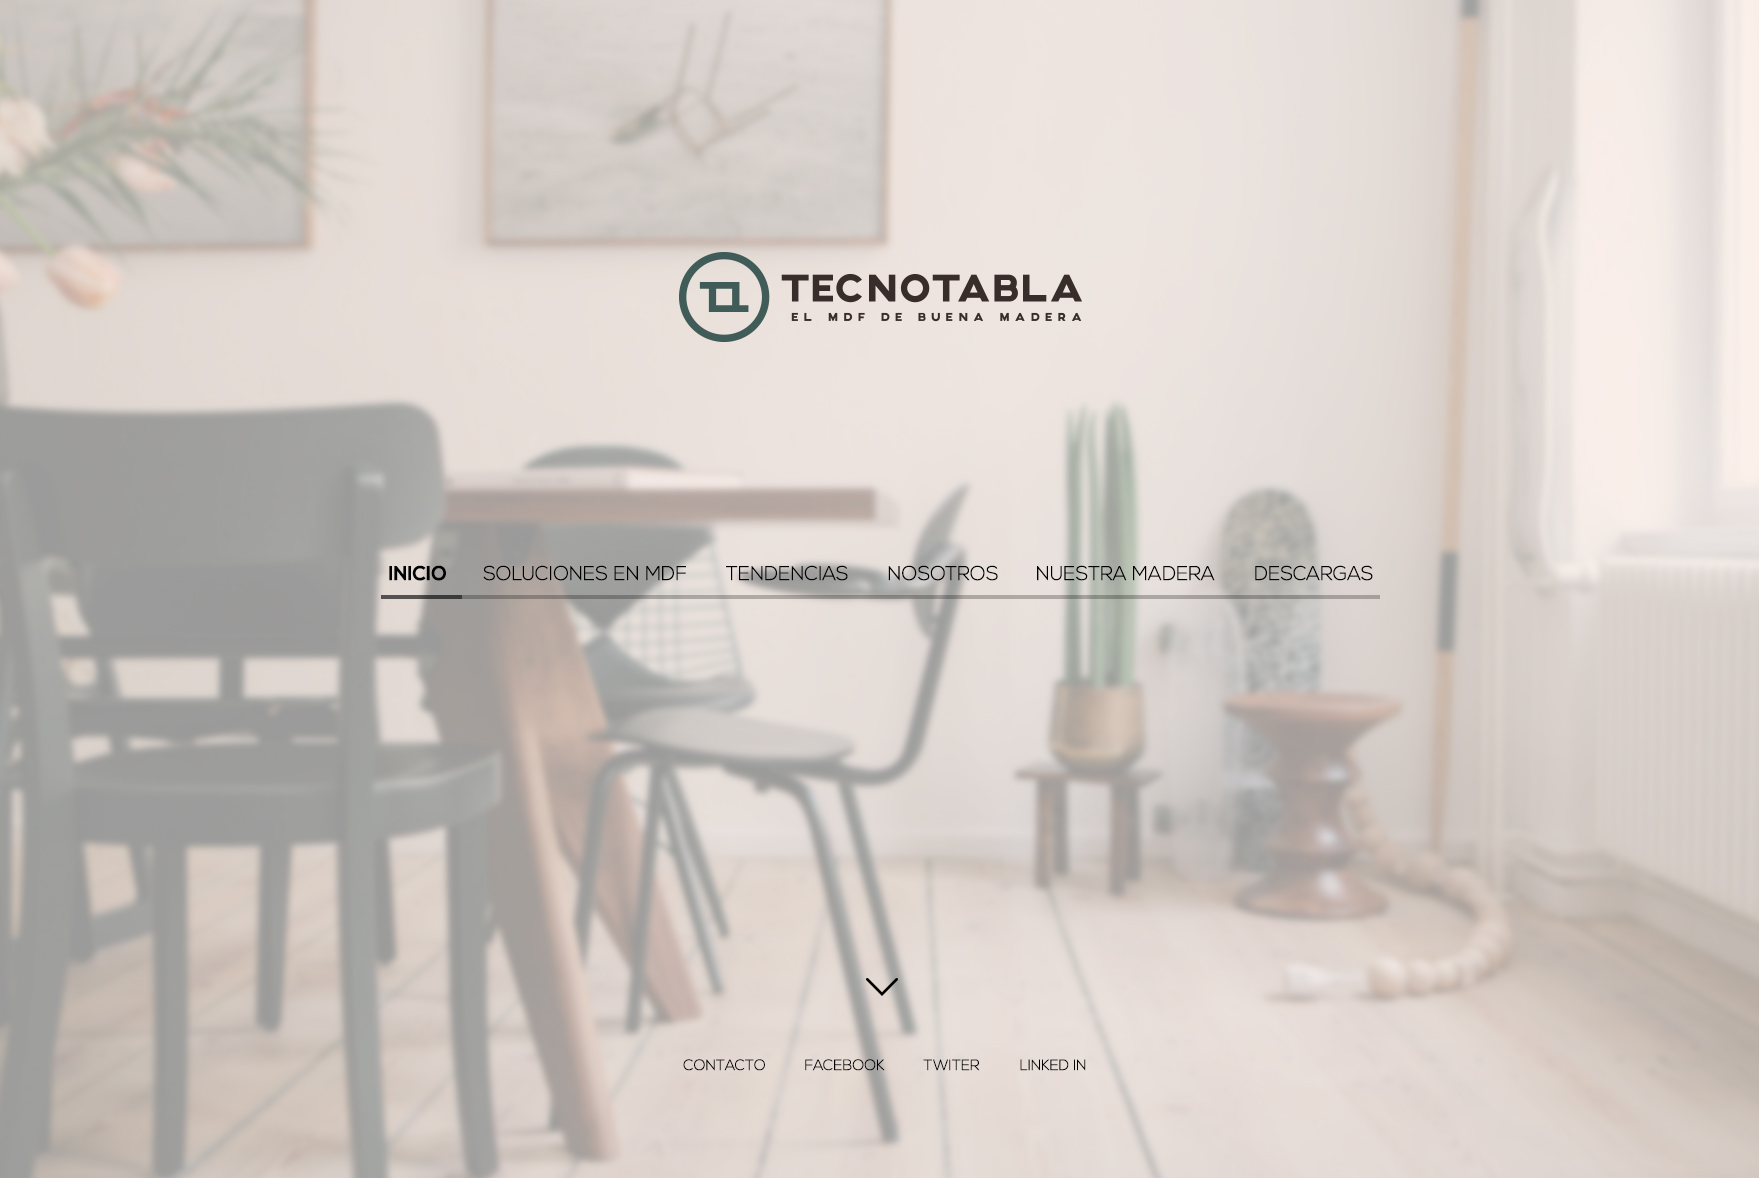 TECNOTABLA
EL MDF DE BUENA MADERA
INICIO SOLUCIONES EN MDF TENDENCIAS NOSOTROS NUESTRA MADERA DESCARGAS
CONTACTO FACEBOOK TWITER LINKED IN